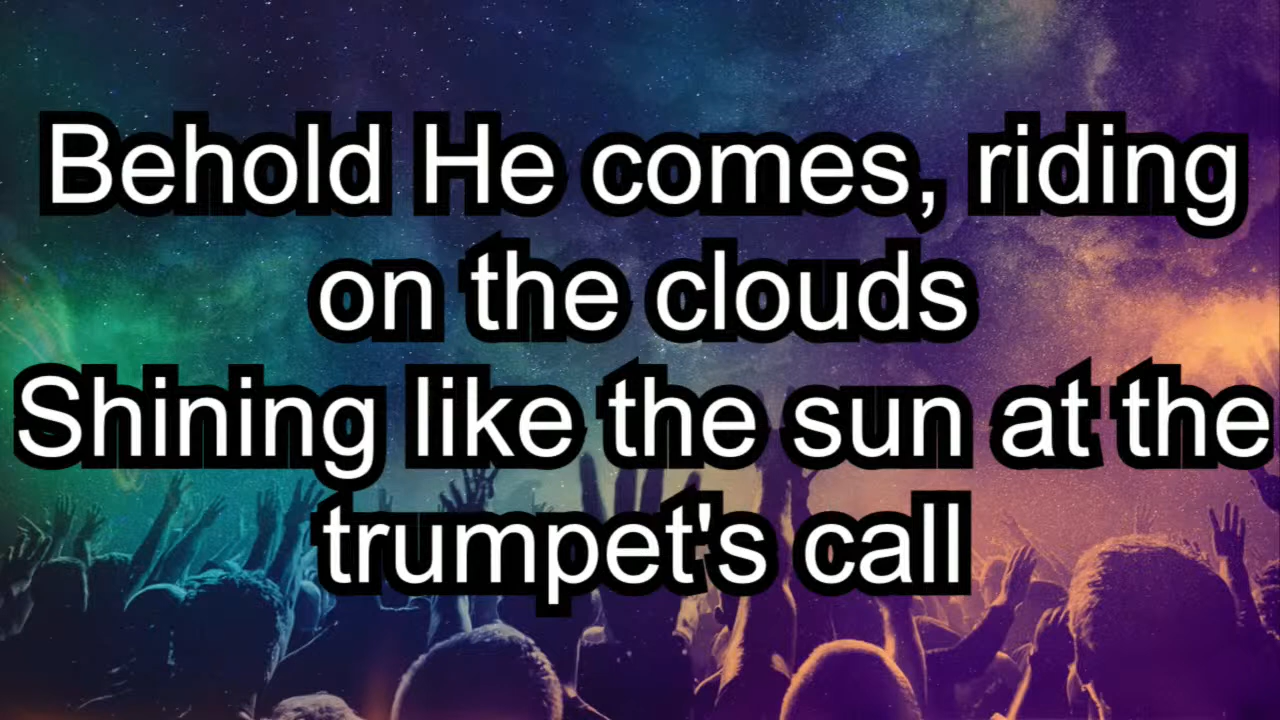 Behold He comes, riding
on the clouds
Shining like the sun at the
trumpet's call